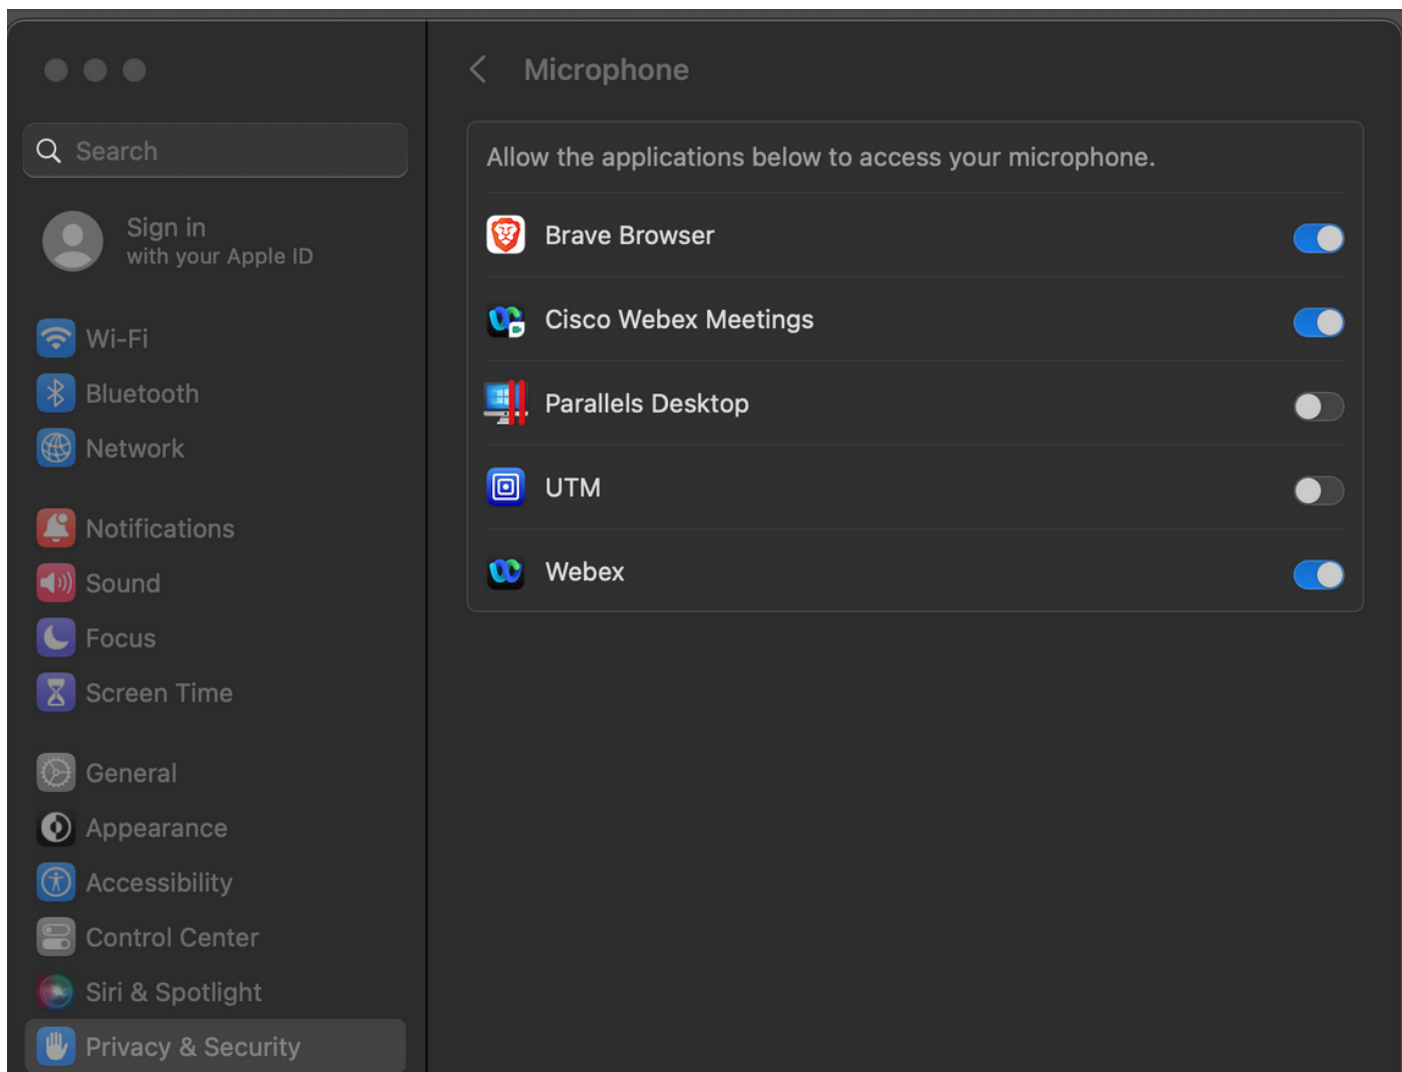 Microphone
Search
Sign in
with your Apple ID
Wi-Fi
Bluetooth
Network
Notifications
Sound
Focus
Screen Time
General
Appearance
Accessibility
Control Center
Siri & Spotlight
Privacy & Security
Allow the applications below to access your microphone.
Brave Browser
Cisco Webex Meetings
Parallels Desktop
UTM
Webex